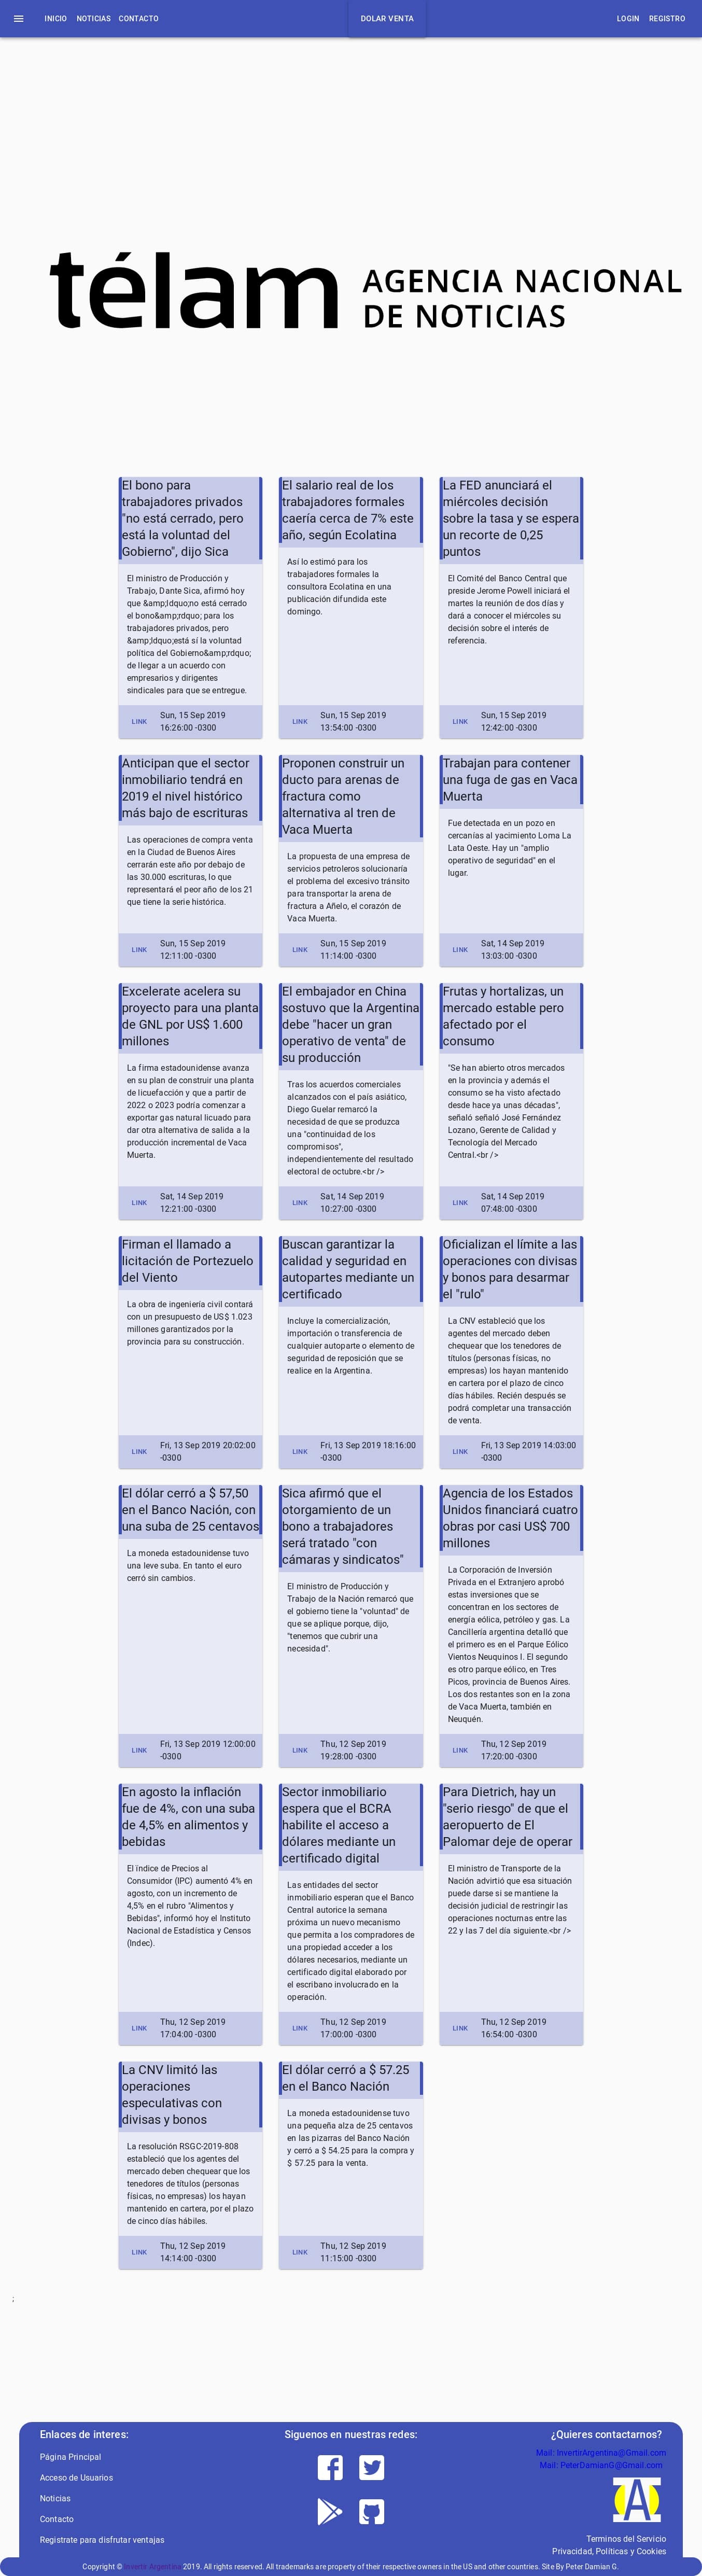 INICIO NOTICIAS CONTACTO DOLAR VENTA LOGIN REGISTRO
télam AGENCIA NACIONAL
DE NOTICIAS
El bono para
trabajadores privados
"no está cerrado, pero
está la voluntad del
Gobierno", dijo Sica
El ministro de Producción y
Trabajo, Dante Sica, afirmó hoy
que &amp;ldquo;no está cerrado
el bono&amp;rdquo; para los
trabajadores privados, pero
&amp;ldquo;está sí la voluntad
política del Gobierno&amp;rdquo;
de llegar a un acuerdo con
empresarios y dirigentes
sindicales para que se entregue.
LINK
Sun, 15 Sep 2019
16:26:00 -0300
El salario real de los
trabajadores formales
caería cerca de 7% este
año, según Ecolatina
Así lo estimó para los
trabajadores formales la
consultora Ecolatina en una
publicación difundida este
domingo.
LINK
Sun, 15 Sep 2019
13:54:00 -0300
La FED anunciará el
miércoles decisión
sobre la tasa y se espera
un recorte de 0,25
puntos
El Comité del Banco Central que
preside Jerome Powell iniciará el
martes la reunión de dos días y
dará a conocer el miércoles su
decisión sobre el interés de
referencia.
LINK
Sun, 15 Sep 2019
12:42:00 -0300
Anticipan que el sector
inmobiliario tendrá en
2019 el nivel histórico
más bajo de escrituras
Las operaciones de compra venta
en la Ciudad de Buenos Aires
cerrarán este año por debajo de
las 30.000 escrituras, lo que
representará el peor año de los 21
que tiene la serie histórica.
LINK
Sun, 15 Sep 2019
12:11:00 -0300
Proponen construir un
ducto para arenas de
fractura como
alternativa al tren de
Vaca Muerta
La propuesta de una empresa de
servicios petroleros solucionaría
el problema del excesivo tránsito
para transportar la arena de
fractura a Añelo, el corazón de
Vaca Muerta.
LINK
Sun, 15 Sep 2019
11:14:00 -0300
Trabajan para contener
una fuga de gas en Vaca
Muerta
Fue detectada en un pozo en
cercanías al yacimiento Loma La
Lata Oeste. Hay un "amplio
operativo de seguridad" en el
lugar.
LINK
Sat, 14 Sep 2019
13:03:00 -0300
Excelerate acelera su
proyecto para una planta
de GNL por US$ 1.600
millones
La firma estadounidense avanza
en su plan de construir una planta
de licuefacción y que a partir de
2022 o 2023 podría comenzar a
exportar gas natural licuado para
dar otra alternativa de salida a la
producción incremental de Vaca
Muerta.
LINK
Sat, 14 Sep 2019
12:21:00 -0300
El embajador en China
sostuvo que la Argentina
debe "hacer un gran
operativo de venta" de
su producción
Tras los acuerdos comerciales
alcanzados con el país asiático,
Diego Guelar remarcó la
necesidad de que se produzca
una "continuidad de los
compromisos",
independientemente del resultado
electoral de octubre.<br />
LINK
Sat, 14 Sep 2019
10:27:00 -0300
Frutas y hortalizas, un
mercado estable pero
afectado por el
consumo
"Se han abierto otros mercados
en la provincia y además el
consumo se ha visto afectado
desde hace ya unas décadas",
señaló señaló José Fernández
Lozano, Gerente de Calidad y
Tecnología del Mercado
Central.<br />
LINK
Sat, 14 Sep 2019
07:48:00 -0300
Firman el llamado a
licitación de Portezuelo
del Viento
La obra de ingeniería civil contará
con un presupuesto de US$ 1.023
millones garantizados por la
provincia para su construcción.
LINK
Fri, 13 Sep 2019 20:02:00
-0300
Buscan garantizar la
calidad y seguridad en
autopartes mediante un
certificado
Incluye la comercialización,
importación o transferencia de
cualquier autoparte o elemento de
seguridad de reposición que se
realice en la Argentina.
LINK
Fri, 13 Sep 2019 18:16:00
-0300
Oficializan el límite a las
operaciones con divisas
y bonos para desarmar
el "rulo"
La CNV estableció que los
agentes del mercado deben
chequear que los tenedores de
títulos (personas físicas, no
empresas) los hayan mantenido
en cartera por el plazo de cinco
días hábiles. Recién después se
podrá completar una transacción
de venta.
LINK
Fri, 13 Sep 2019 14:03:00
-0300
El dólar cerró a $ 57,50
en el Banco Nación, con
una suba de 25 centavos
La moneda estadounidense tuvo
una leve suba. En tanto el euro
cerró sin cambios.
LINK
Fri, 13 Sep 2019 12:00:00
-0300
Sica afirmó que el
otorgamiento de un
bono a trabajadores
será tratado "con
cámaras y sindicatos"
El ministro de Producción y
Trabajo de la Nación remarcó que
el gobierno tiene la "voluntad" de
que se aplique porque, dijo,
"tenemos que cubrir una
necesidad".
LINK
Thu, 12 Sep 2019
19:28:00 -0300
Agencia de los Estados
Unidos financiará cuatro
obras por casi US$ 700
millones
La Corporación de Inversión
Privada en el Extranjero aprobó
estas inversiones que se
concentran en los sectores de
energía eólica, petróleo y gas. La
Cancillería argentina detalló que
el primero es en el Parque Eólico
Vientos Neuquinos I. El segundo
es otro parque eólico, en Tres
Picos, provincia de Buenos Aires.
Los dos restantes son en la zona
de Vaca Muerta, también en
Neuquén.
LINK
Thu, 12 Sep 2019
17:20:00 -0300
En agosto la inflación
fue de 4%, con una suba
de 4,5% en alimentos y
bebidas
El índice de Precios al
Consumidor (IPC) aumentó 4% en
agosto, con un incremento de
4,5% en el rubro "Alimentos y
Bebidas", informó hoy el Instituto
Nacional de Estadística y Censos
(Indec).
LINK
Thu, 12 Sep 2019
17:04:00 -0300
Sector inmobiliario
espera que el BCRA
habilite el acceso a
dólares mediante un
certificado digital
Las entidades del sector
inmobiliario esperan que el Banco
Central autorice la semana
próxima un nuevo mecanismo
que permita a los compradores de
una propiedad acceder a los
dólares necesarios, mediante un
certificado digital elaborado por
el escribano involucrado en la
operación.
LINK
Thu, 12 Sep 2019
17:00:00 -0300
Para Dietrich, hay un
"serio riesgo" de que el
aeropuerto de El
Palomar deje de operar
El ministro de Transporte de la
Nación advirtió que esa situación
puede darse si se mantiene la
decisión judicial de restringir las
operaciones nocturnas entre las
22 y las 7 del día siguiente.<br />
LINK
Thu, 12 Sep 2019
16:54:00 -0300
La CNV limitó las
operaciones
especulativas con
divisas y bonos
La resolución RSGC-2019-808
estableció que los agentes del
mercado deben chequear que los
tenedores de títulos (personas
físicas, no empresas) los hayan
mantenido en cartera, por el plazo
de cinco días hábiles.
LINK
Thu, 12 Sep 2019
14:14:00 -0300
El dólar cerró a $ 57.25
en el Banco Nación
La moneda estadounidense tuvo
una pequeña alza de 25 centavos
en las pizarras del Banco Nación
y cerró a $ 54.25 para la compra y
$ 57.25 para la venta.
LINK
Thu, 12 Sep 2019
11:15:00 -0300
;
Enlaces de interes:
Página Principal
Acceso de Usuarios
Noticias
Contacto
Registrate para disfrutar ventajas
Siguenos en nuestras redes:
¿Quieres contactarnos?
Mail: InvertirArgentina@Gmail.com
Mail: PeterDamianG@Gmail.com
Terminos del Servicio
Privacidad, Políticas y Cookies
Copyright © Invertir Argentina 2019. All rights reserved. All trademarks are property of their respective owners in the US and other countries. Site By Peter Damian G.